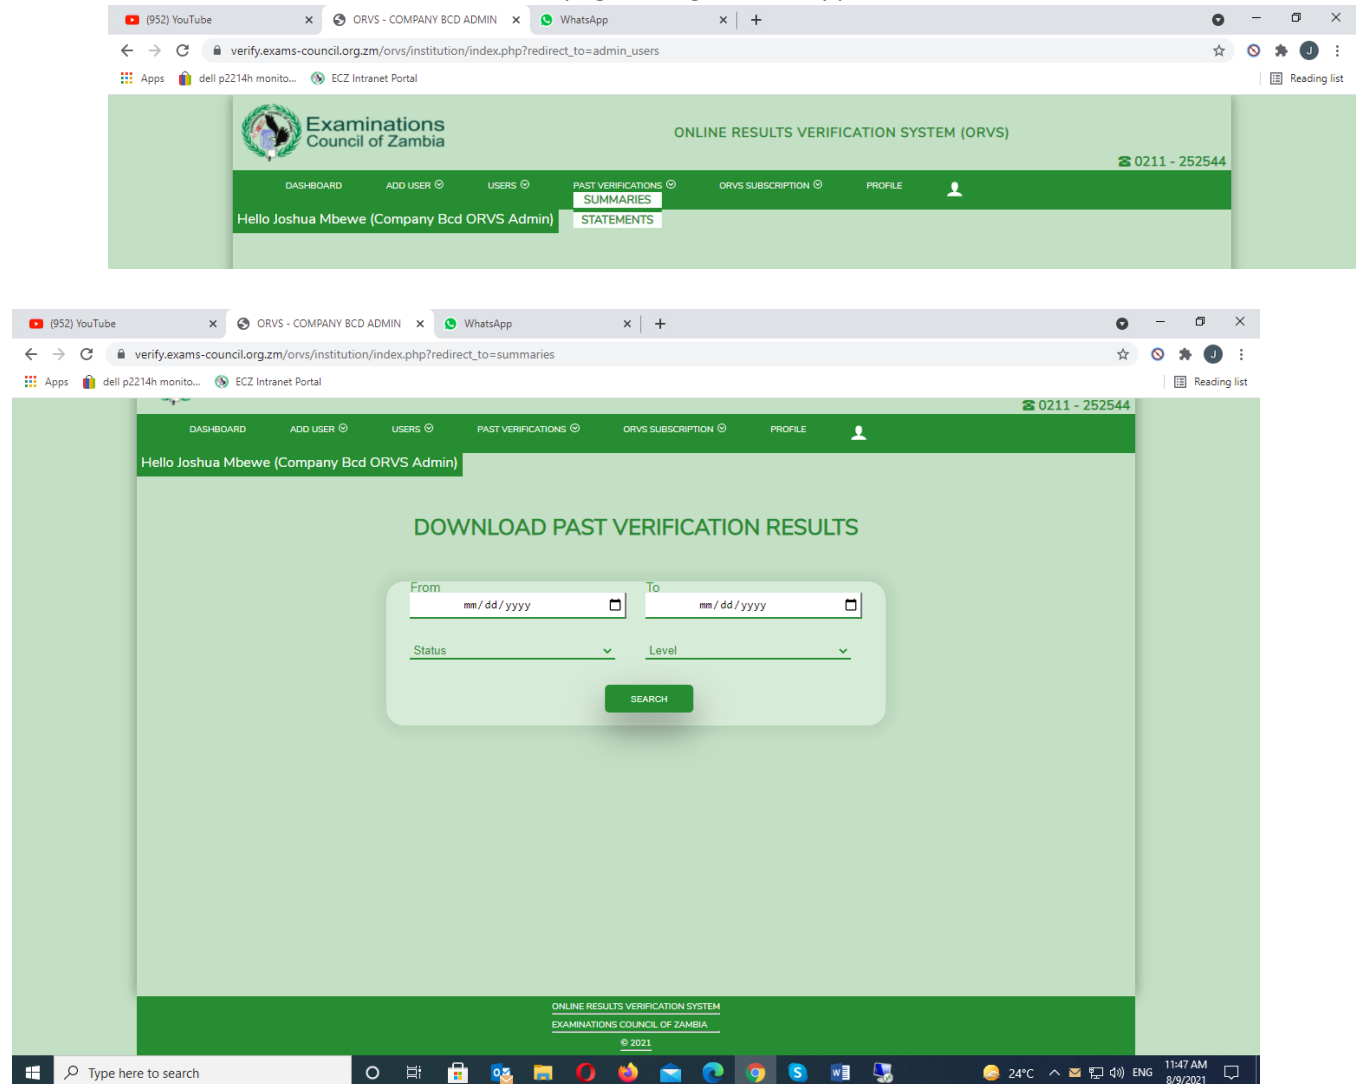 (952) YouTube
ORVS - COMPANY BCD ADMIN
WhatsApp
verify.exams-council.org.zm/orvs/institution/index.php?redirect_to=admin_users
Apps
dell p2214h monito...
ECZ Intranet Portal
Reading list
Examinations
Council of Zambia
ONLINE RESULTS VERIFICATION SYSTEM (ORVS)
0211 - 252544
DASHBOARD
ADD USER
USERS
PAST VERIFICATIONS
ORVS SUBSCRIPTION
PROFILE
SUMMARIES
Hello Joshua Mbewe (Company Bcd ORVS Admin)
STATEMENTS
(952) YouTube
ORVS - COMPANY BCD ADMIN
WhatsApp
verify.exams-council.org.zm/orvs/institution/index.php?redirect_to=summaries
Apps
dell p2214h monito...
ECZ Intranet Portal
Reading list
0211 - 252544
DASHBOARD
ADD USER
USERS
PAST VERIFICATIONS
ORVS SUBSCRIPTION
PROFILE
Hello Joshua Mbewe (Company Bcd ORVS Admin)
DOWNLOAD PAST VERIFICATION RESULTS
From
To
mm/dd/yyyy
mm/dd/yyyy
Status
Level
SEARCH
ONLINE RESULTS VERIFICATION SYSTEM
EXAMINATIONS COUNCIL OF ZAMBIA
© 2021
Type here to search
24°C
ENG
11:47 AM
8/9/2021